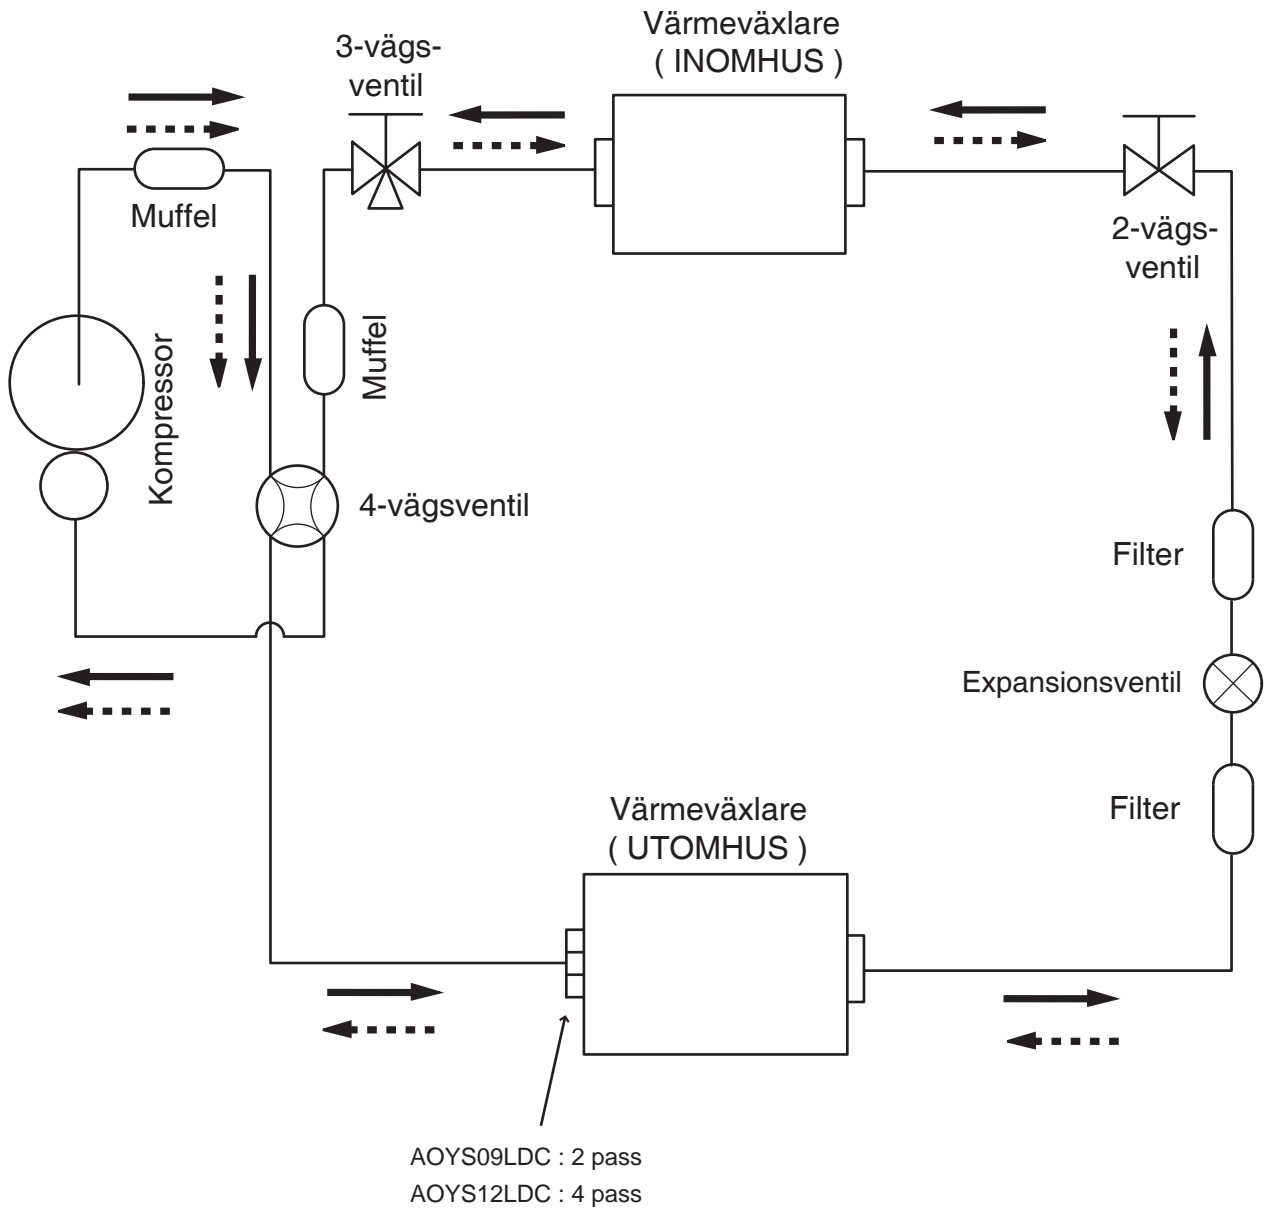 Värmeväxlare
( INOMHUS )
3-vägs-
ventil
Muffel
2-vägs-
ventil
Kompressor
Muffel
4-vägsventil
Filter
Expansionsventil
Filter
Värmeväxlare
( UTOMHUS )
AOYS09LDC : 2 pass
AOYS12LDC : 4 pass